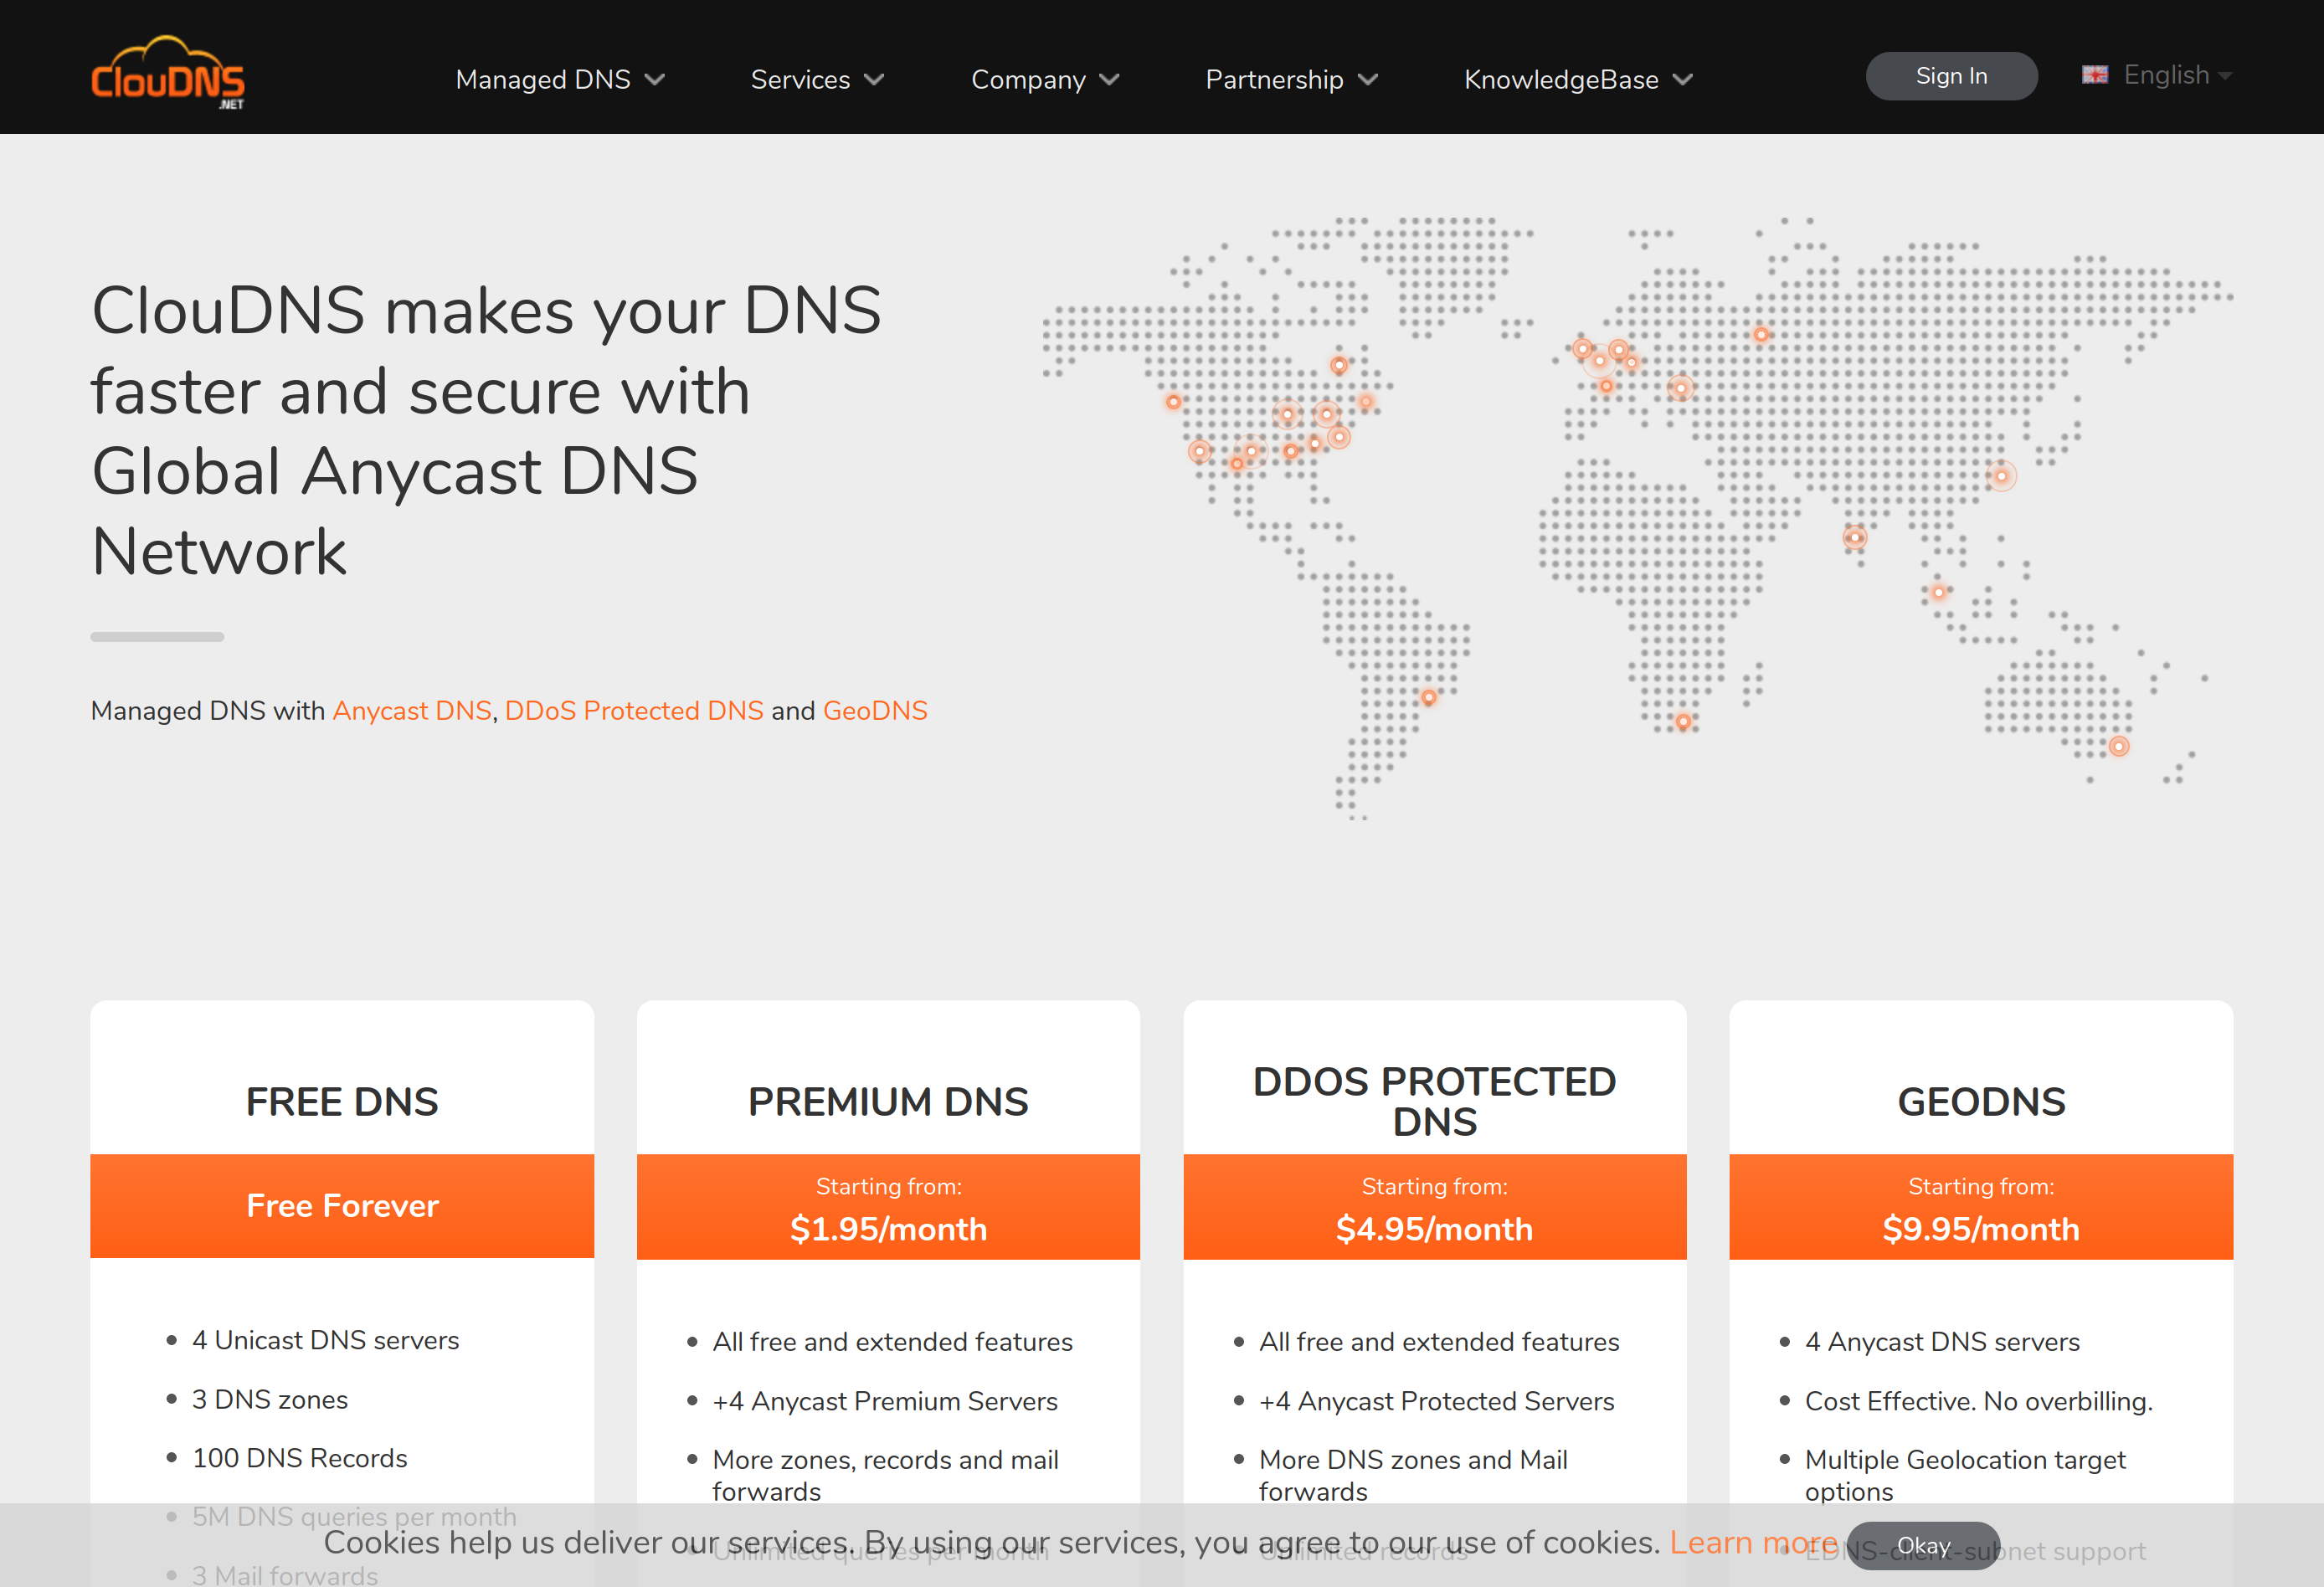 ClouDNS
.NET
Managed DNS
Services
Company
Partnership
KnowledgeBase
Sign In
English
ClouDNS makes your DNS
faster and secure with
Global Anycast DNS
Network
Managed DNS with Anycast DNS, DDoS Protected DNS and GeoDNS
FREE DNS
Free Forever
4 Unicast DNS servers
3 DNS zones
100 DNS Records
5M DNS queries per month
3 Mail forwards
PREMIUM DNS
Starting from:
$1.95/month
All free and extended features
+4 Anycast Premium Servers
More zones, records and mail
forwards
Unlimited queries per month
DDOS PROTECTED
DNS
Starting from:
$4.95/month
All free and extended features
+4 Anycast Protected Servers
More DNS zones and Mail
forwards
Unlimited records
GEODNS
Starting from:
$9.95/month
4 Anycast DNS servers
Cost Effective. No overbilling.
Multiple Geolocation target
options
EDNS-client-subnet support
Cookies help us deliver our services. By using our services, you agree to our use of cookies. Learn more
Okay